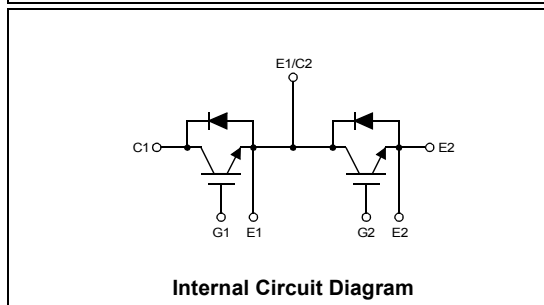 E1/C2
C1 E2
G1 E1 G2 E2
Internal Circuit Diagram